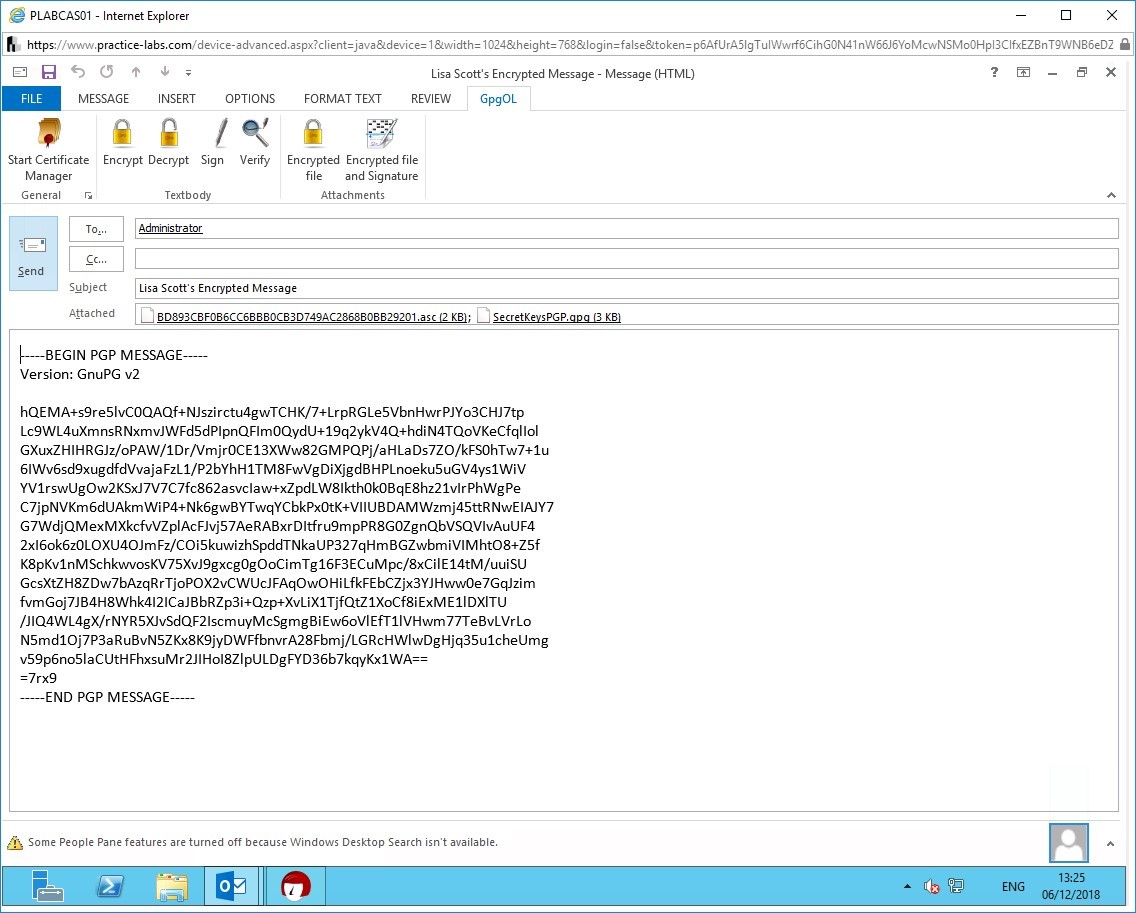 PLABCAS01 - Internet Explorer
https://www.practice-labs.com/device-advanced.aspx?client=java&device=1&width=1024&height=768&login=false&token=p6AfUrA5IgTulWwrf6CihG0N41nW66J6YoMcwNSMo0HpI3ClfxEZBnT9WNB6eDZ
Lisa Scott's Encrypted Message - Message (HTML)
FILE MESSAGE INSERT OPTIONS FORMAT TEXT REVIEW GpgOL
Start Certificate Manager
Encrypt Decrypt Sign Verify
Encrypted file
Encrypted file and Signature
General Textbody Attachments
Send
To... Administrator
Cc...
Subject Lisa Scott's Encrypted Message
Attached BD893CBF0B6CC6BBB0CB3D749AC2868B0BB29201.asc (2 KB); SecretKeysPGP.gpg (3 KB)
-----BEGIN PGP MESSAGE-----
Version: GnuPG v2
hQEMA+s9re5lvC0QAQf+NJszirctu4gwTCHK/7+LrpRGLe5VbnHwrPJYo3CHJ7tp
Lc9WL4uXmnsRNxmvJWFd5dPIpnQFIm0QydU+19q2ykV4Q+hdiN4TQoVKeCfqlIol
GXuxZHIHRGJz/oPAW/1Dr/Vmjr0CE13XWw82GMPQPj/aHLaDs7ZO/kFS0hTw7+1u
6IWv6sd9xugdfdVvajaFzL1/P2bYhH1TM8FwVgDiXjgdBHPLnoeku5uGV4ys1WiV
YV1rswUgOw2KSxJ7V7C7fc862asvcIaw+xZpdLW8Ikth0k0BqE8hz21vIrPhWgPe
C7jpNVKm6dUAkmWiP4+Nk6gwBYTwqYCbkPx0tK+VIIUBDAMWzmj45ttRNwEIAJY7
G7WdjQMexMXkcfvVZplAcFJvj57AeRABxrDItfru9mpPR8G0ZgnQbVSQVIvAuUF4
2xI6ok6z0LOXU4OJmFz/COi5kuwizhSpddTNkaUP327qHmBGZwbmiVIMhtO8+Z5f
K8pKv1nMSchkwvosKV75XvJ9gxcg0gOoCimTg16F3ECuMpc/8xCilE14tM/uuiSU
GcsXtZH8ZDw7bAzqRrTjoPOX2vCWUcJFAqOwOHiLfkFEbCZjx3YJHww0e7GqJzim
fvmGoj7JB4H8Whk4I2ICaJBbRZp3i+Qzp+XvLiX1TjfQtZ1XoCf8iExME1lDXlTU
/JIQ4WL4gX/rNYR5XJvSdQF2IscmuyMcSgmgBiEw6oVlEfT1lVHwm77TeBvLVrLo
N5md1Oj7P3aRuBvN5ZKx8K9jyDWFfbnvrA28Fbmj/LGRcHWlwDgHjq35u1cheUmg
v59p6no5laCUtHFhxsuMr2JIHoI8ZlpULDgFYD36b7kqyKx1WA==
=7rx9
-----END PGP MESSAGE-----
Some People Pane features are turned off because Windows Desktop Search isn't available.
ENG
13:25
06/12/2018